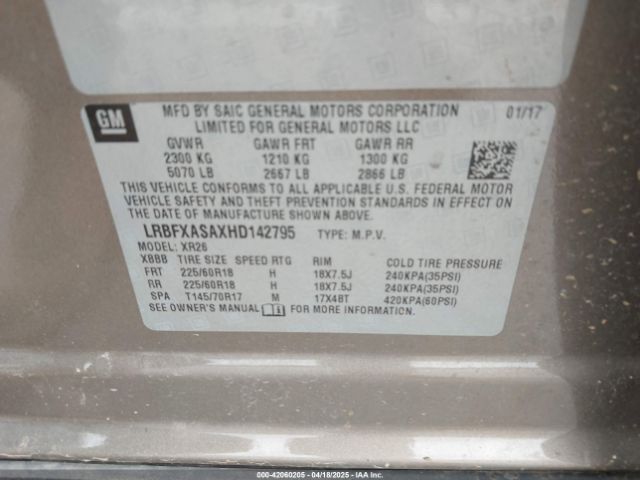 GM
MFD BY SAIC GENERAL MOTORS CORPORATION 01/17
LIMITED FOR GENERAL MOTORS LLC
GVWR GAWR FRT GAWR RR
2300 KG 1210 KG 1300 KG
5070 LB 2667 LB 2866 LB
THIS VEHICLE CONFORMS TO ALL APPLICABLE U.S. FEDERAL MOTOR
VEHICLE SAFETY AND THEFT PREVENTION STANDARDS IN EFFECT ON
THE DATE OF MANUFACTURE SHOWN ABOVE.
LRBFXASAXHD142795 TYPE: M.P.V.
MODEL: XR26
XBBB TIRE SIZE SPEED RTG RIM COLD TIRE PRESSURE
FRT 225/60R18 H 18X7.5J 240KPA(35PSI)
RR 225/60R18 H 18X7.5J 240KPA(35PSI)
SPA T145/70R17 M 17X4BT 420KPA(60PSI)
SEE OWNER'S MANUAL FOR MORE INFORMATION.
000-42060205 - 04/18/2025 - IAAI.COM